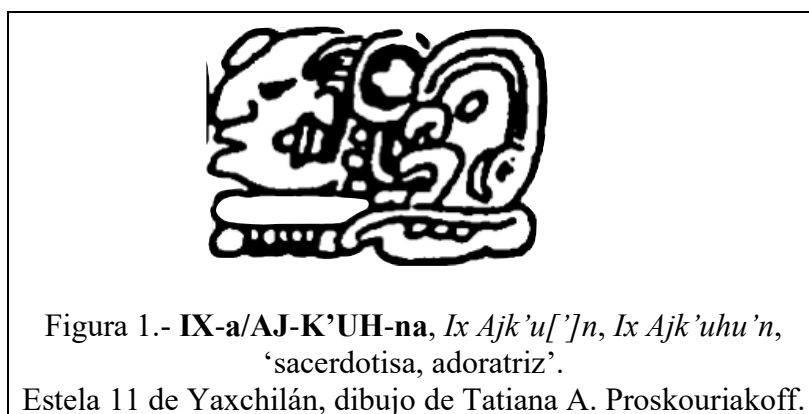 Figura 1.- IX-a/AJ-K’UH-na, Ix Ajk’u[’]n, Ix Ajk’uhu’n,
‘sacerdotisa, adoratriz’.
Estela 11 de Yaxchilán, dibujo de Tatiana A. Proskouriakoff.